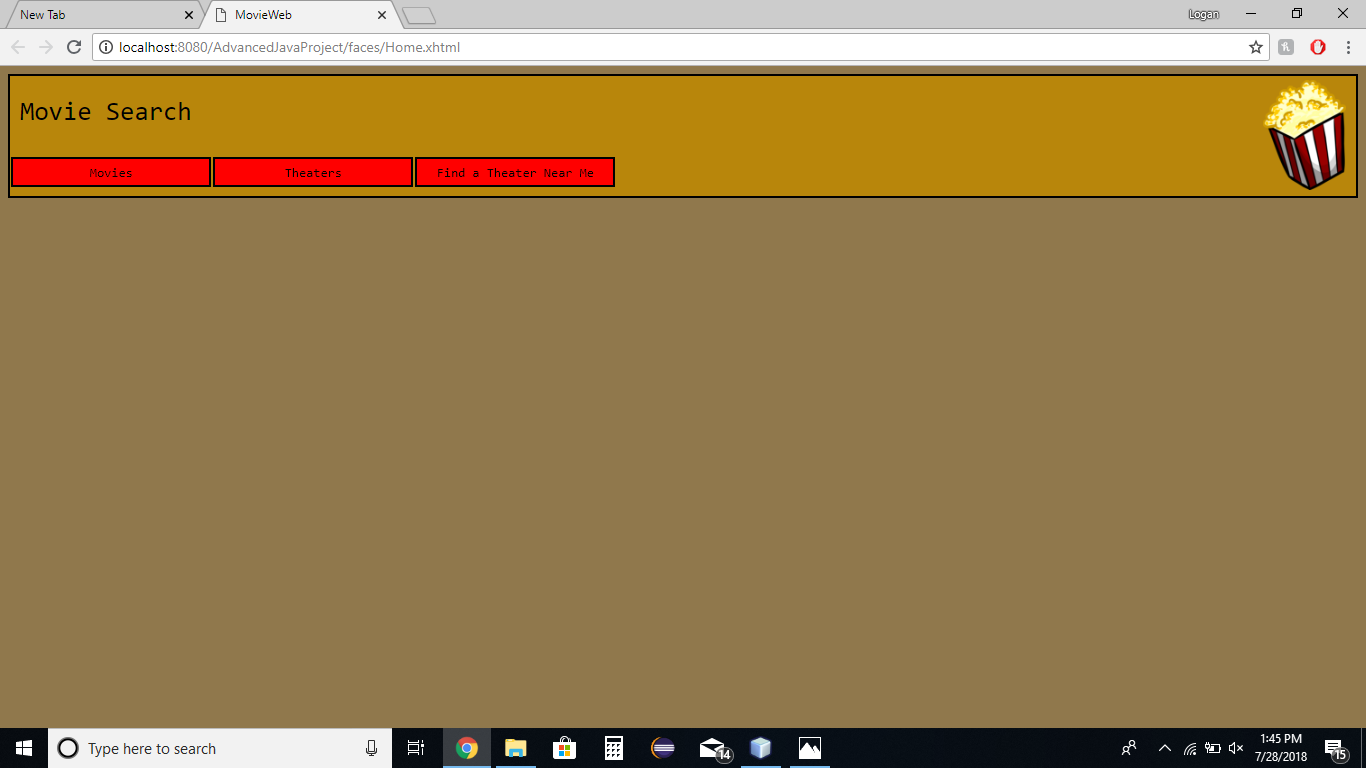 New Tab
MovieWeb
Logan
localhost:8080/AdvancedJavaProject/faces/Home.xhtml
Movie Search
Movies
Theaters
Find a Theater Near Me
Type here to search
14
1:45 PM
7/28/2018
15